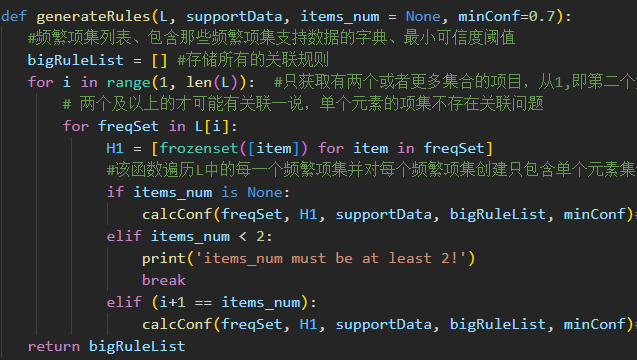 def generateRules(L, supportData, items_num = None, minConf=0.7):
    #频繁项集列表、包含那些频繁项集支持数据的字典、最小可信度阈值
    bigRuleList = [] #存储所有的关联规则
    for i in range(1, len(L)):  #只获取有两个或者更多集合的项目，从1,即第二个
        # 两个及以上的才可能有关联一说，单个元素的项集不存在关联问题
        for freqSet in L[i]:
            H1 = [frozenset([item]) for item in freqSet]
            #该函数遍历L中的每一个频繁项集并对每个频繁项集创建只包含单个元素集
            if items_num is None:
                calcConf(freqSet, H1, supportData, bigRuleList, minConf)#
            elif items_num < 2:
                print('items_num must be at least 2!')
                break
            elif (i+1 == items_num):
                calcConf(freqSet, H1, supportData, bigRuleList, minConf)#
    return bigRuleList